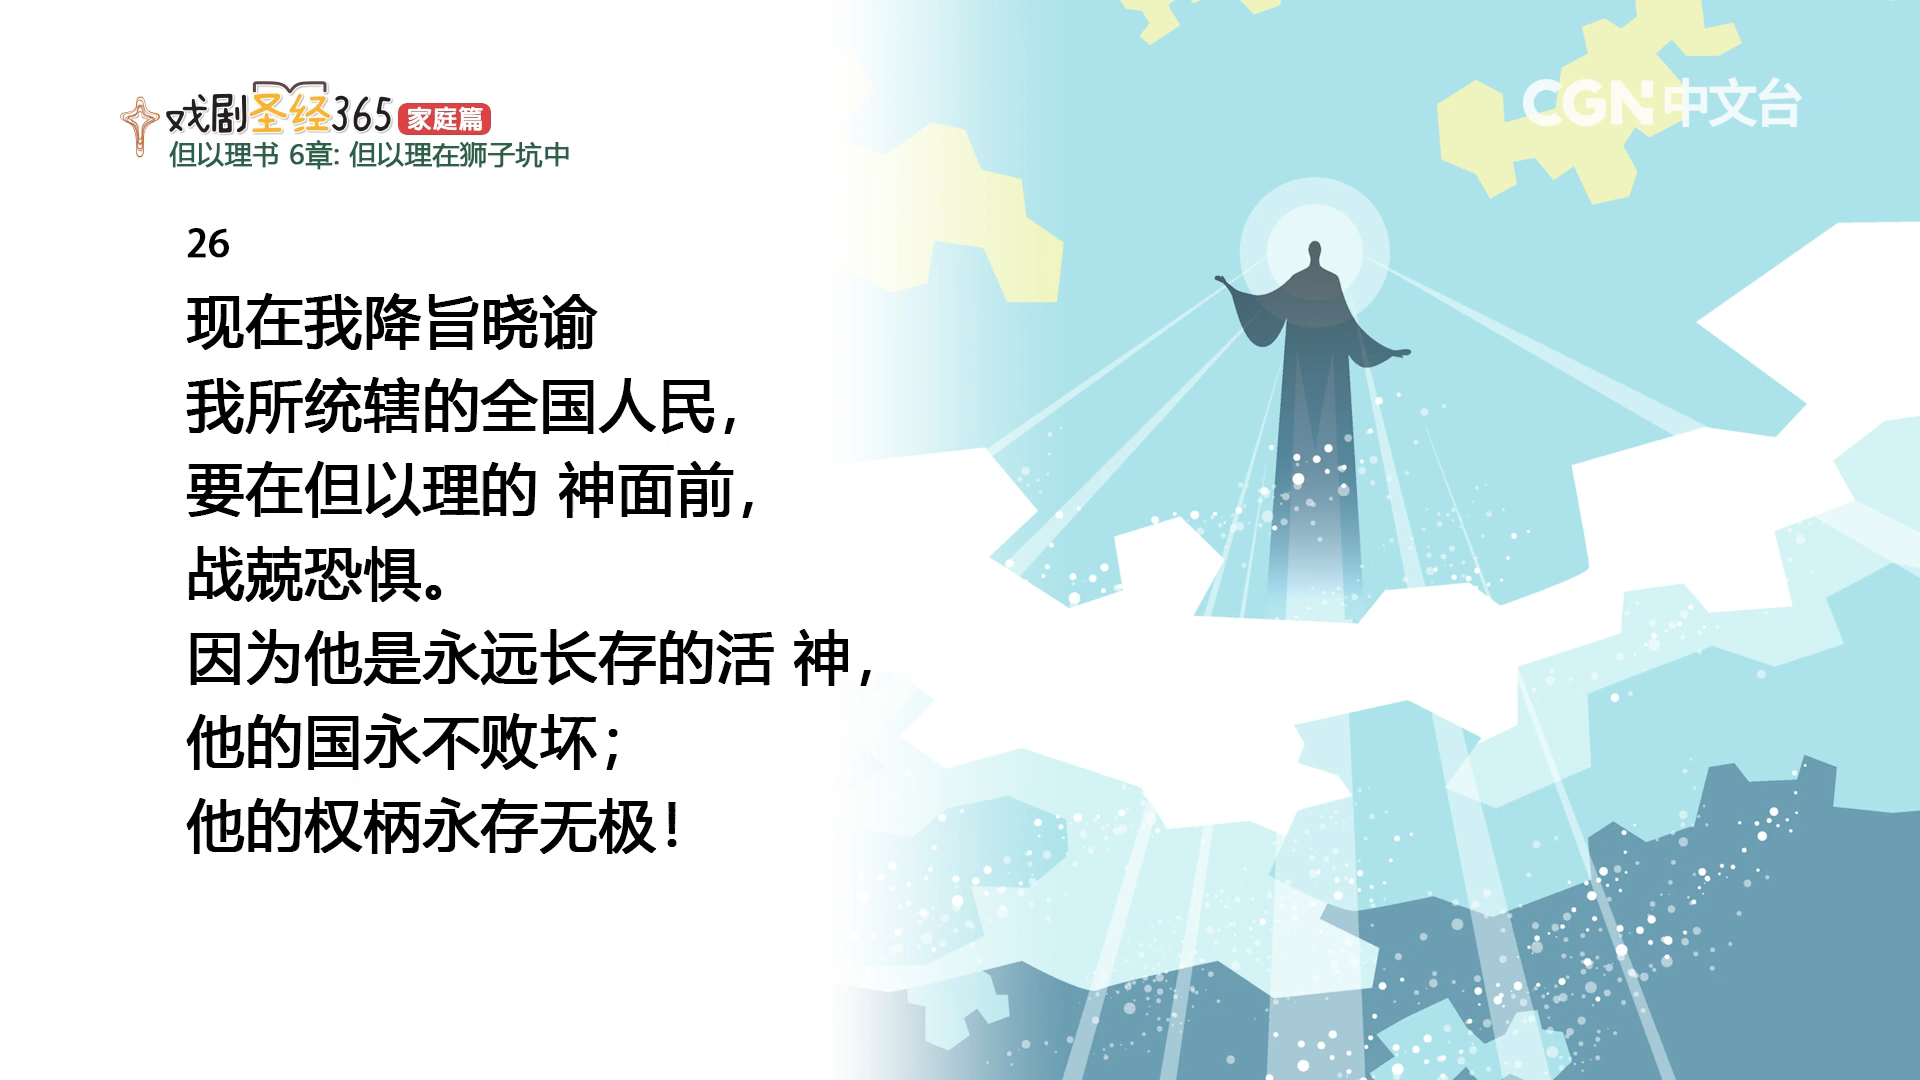 戏剧圣经365 家庭篇
但以理书 6章: 但以理在狮子坑中
CGN 中文台
26
现在我降旨晓谕
我所统辖的全国人民，
要在但以理的 神面前，
战兢恐惧。
因为他是永远长存的活 神，
他的国永不败坏；
他的权柄永存无极！